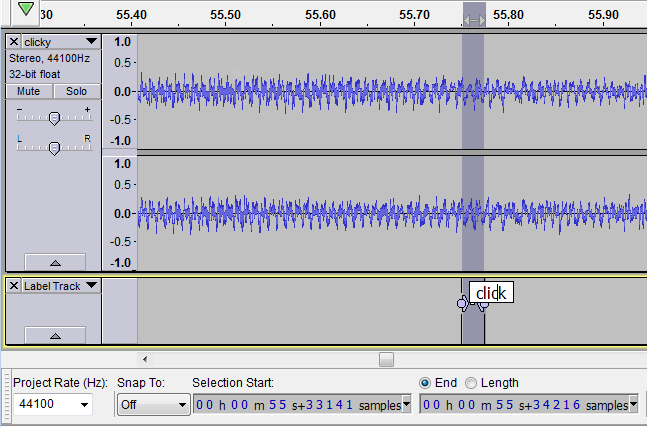 30 55.40 55.50 55.60 55.70 55.80 55.90
clicky
Stereo, 44100Hz
32-bit float
Mute Solo
- +
L R
1.0
0.5-
0.0-
-0.5-
-1.0
1.0
0.5-
0.0-
-0.5-
-1.0
Label Track
click
Project Rate (Hz): Snap To: Selection Start: End Length
44100 Off 00 h 00 m 55 s+33141 samples 00 h 00 m 55 s+34216 samples